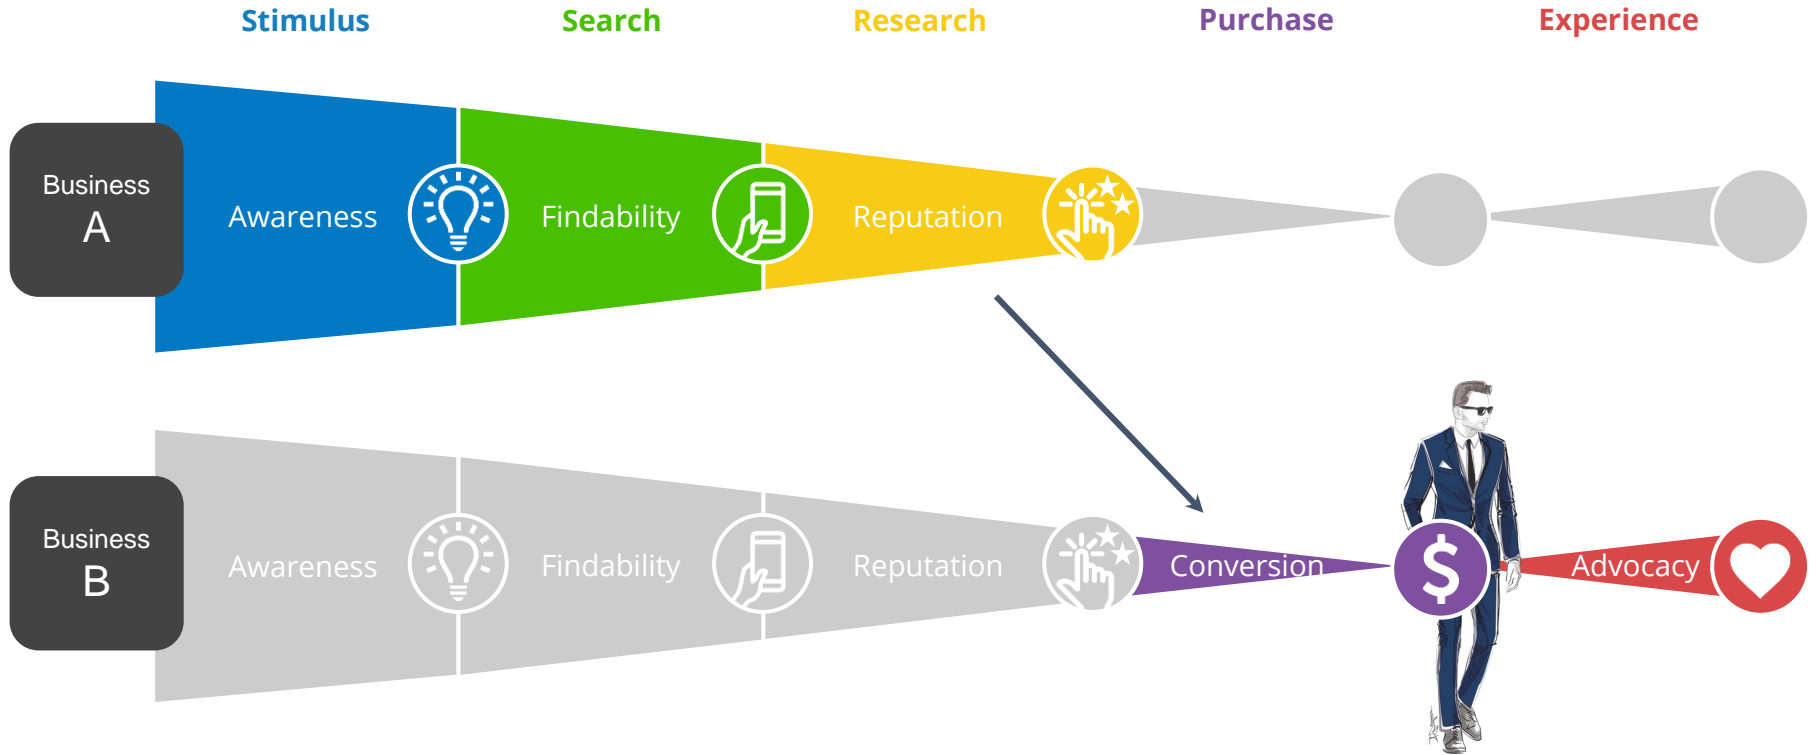 Stimulus
Search
Research
Purchase
Experience
Business
A
Awareness
Findability
Reputation
Business
B
Awareness
Findability
Reputation
Conversion
$
Advocacy